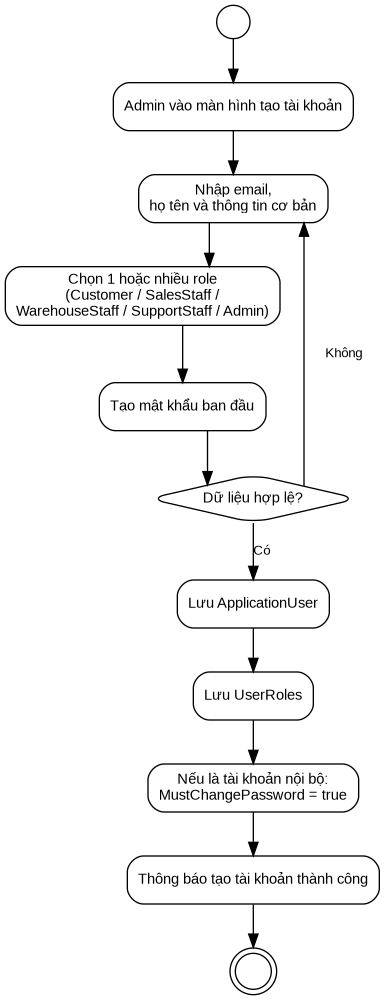 Admin vào màn hình tạo tài khoản
Nhập email,
họ tên và thông tin cơ bản
Chọn 1 hoặc nhiều role
(Customer / SalesStaff /
WarehouseStaff / SupportStaff / Admin)
Không
Tạo mật khẩu ban đầu
Dữ liệu hợp lệ?
Có
Lưu ApplicationUser
Lưu UserRoles
Nếu là tài khoản nội bộ:
MustChangePassword = true
Thông báo tạo tài khoản thành công